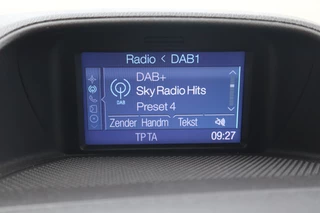 Radio < DAB1
DAB+
Sky Radio Hits
DAB
Preset 4
Zender Handm Tekst
TP TA 09:27